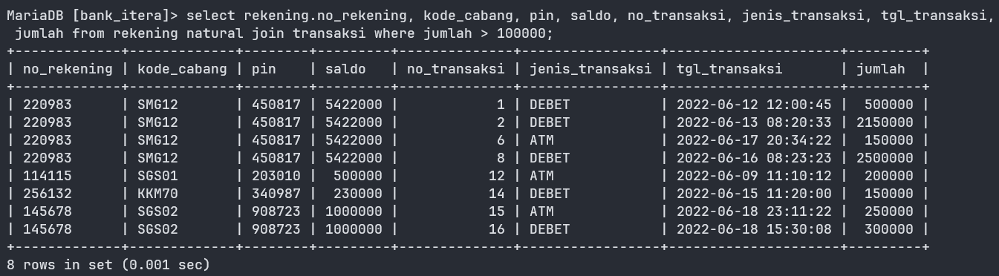 MariaDB [bank_itera]> select rekening.no_rekening, kode_cabang, pin, saldo, no_transaksi, jenis_transaksi, tgl_transaksi,
 jumlah from rekening natural join transaksi where jumlah > 100000;
+-------------+-------------+--------+---------+--------------+-----------------+---------------------+---------+
| no_rekening | kode_cabang | pin    | saldo   | no_transaksi | jenis_transaksi | tgl_transaksi       | jumlah  |
+-------------+-------------+--------+---------+--------------+-----------------+---------------------+---------+
| 220983      | SMG12       | 450817 | 5422000 |            1 | DEBET           | 2022-06-12 12:00:45 |  500000 |
| 220983      | SMG12       | 450817 | 5422000 |            2 | DEBET           | 2022-06-13 08:20:33 | 2150000 |
| 220983      | SMG12       | 450817 | 5422000 |            6 | ATM             | 2022-06-17 20:34:22 |  150000 |
| 220983      | SMG12       | 450817 | 5422000 |            8 | DEBET           | 2022-06-16 08:23:23 | 2500000 |
| 114115      | SGS01       | 203010 |  500000 |           12 | ATM             | 2022-06-09 11:10:12 |  200000 |
| 256132      | KKM70       | 340987 |  230000 |           14 | DEBET           | 2022-06-15 11:20:00 |  150000 |
| 145678      | SGS02       | 908723 | 1000000 |           15 | ATM             | 2022-06-18 23:11:22 |  250000 |
| 145678      | SGS02       | 908723 | 1000000 |           16 | DEBET           | 2022-06-18 15:30:08 |  300000 |
+-------------+-------------+--------+---------+--------------+-----------------+---------------------+---------+
8 rows in set (0.001 sec)